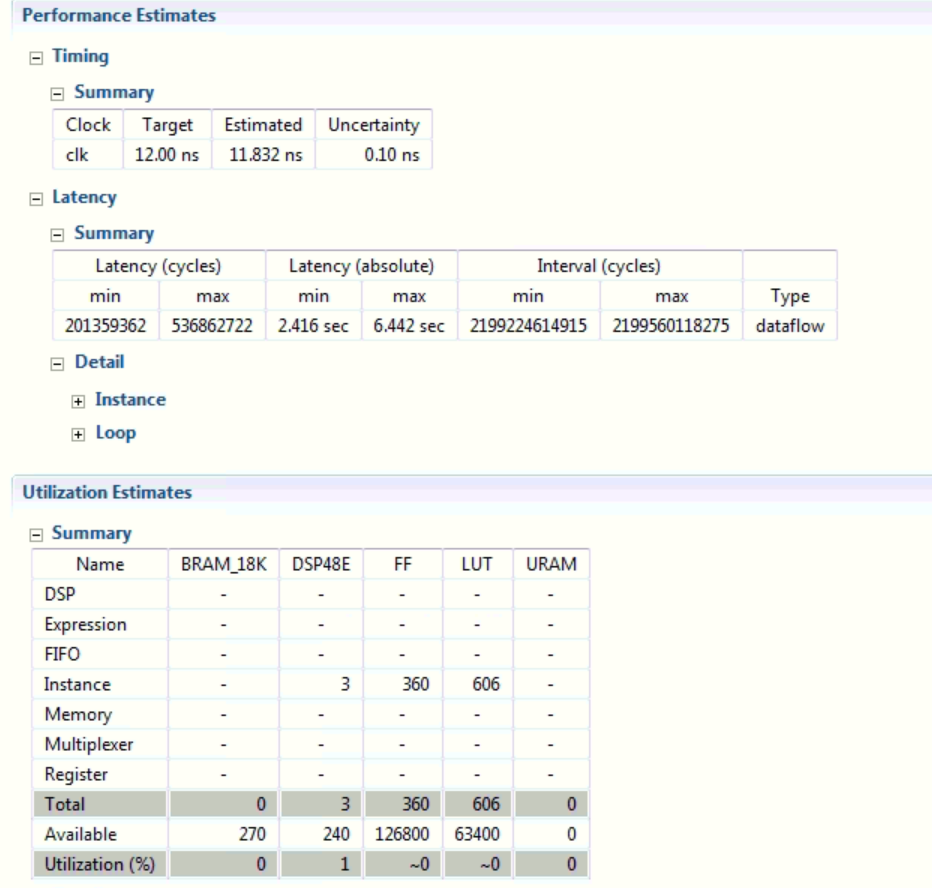 Performance Estimates
Timing
Summary
Clock Target Estimated Uncertainty
clk 12.00 ns 11.832 ns 0.10 ns
Latency
Summary
Latency (cycles) Latency (absolute) Interval (cycles)
min max min max min max Type
201359362 536862722 2.416 sec 6.442 sec 2199224614915 2199560118275 dataflow
Detail
Instance
Loop
Utilization Estimates
Summary
Name BRAM_18K DSP48E FF LUT URAM
DSP - - - - -
Expression - - - - -
FIFO - - - - -
Instance - 3 360 606 -
Memory - - - - -
Multiplexer - - - - -
Register - - - - -
Total 0 3 360 606 0
Available 270 240 126800 63400 0
Utilization (%) 0 1 ~0 ~0 0